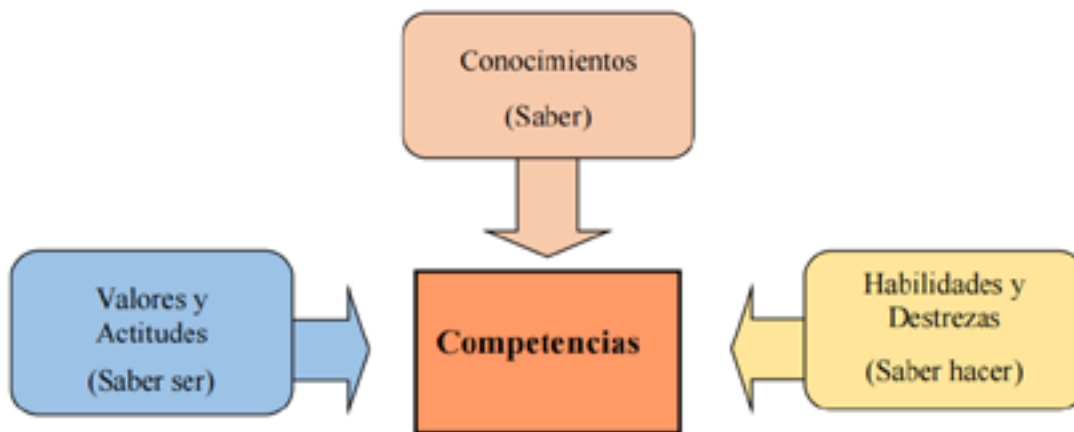 Conocimientos
(Saber)
Valores y
Actitudes
(Saber ser)
Competencias
Habilidades y
Destrezas
(Saber hacer)